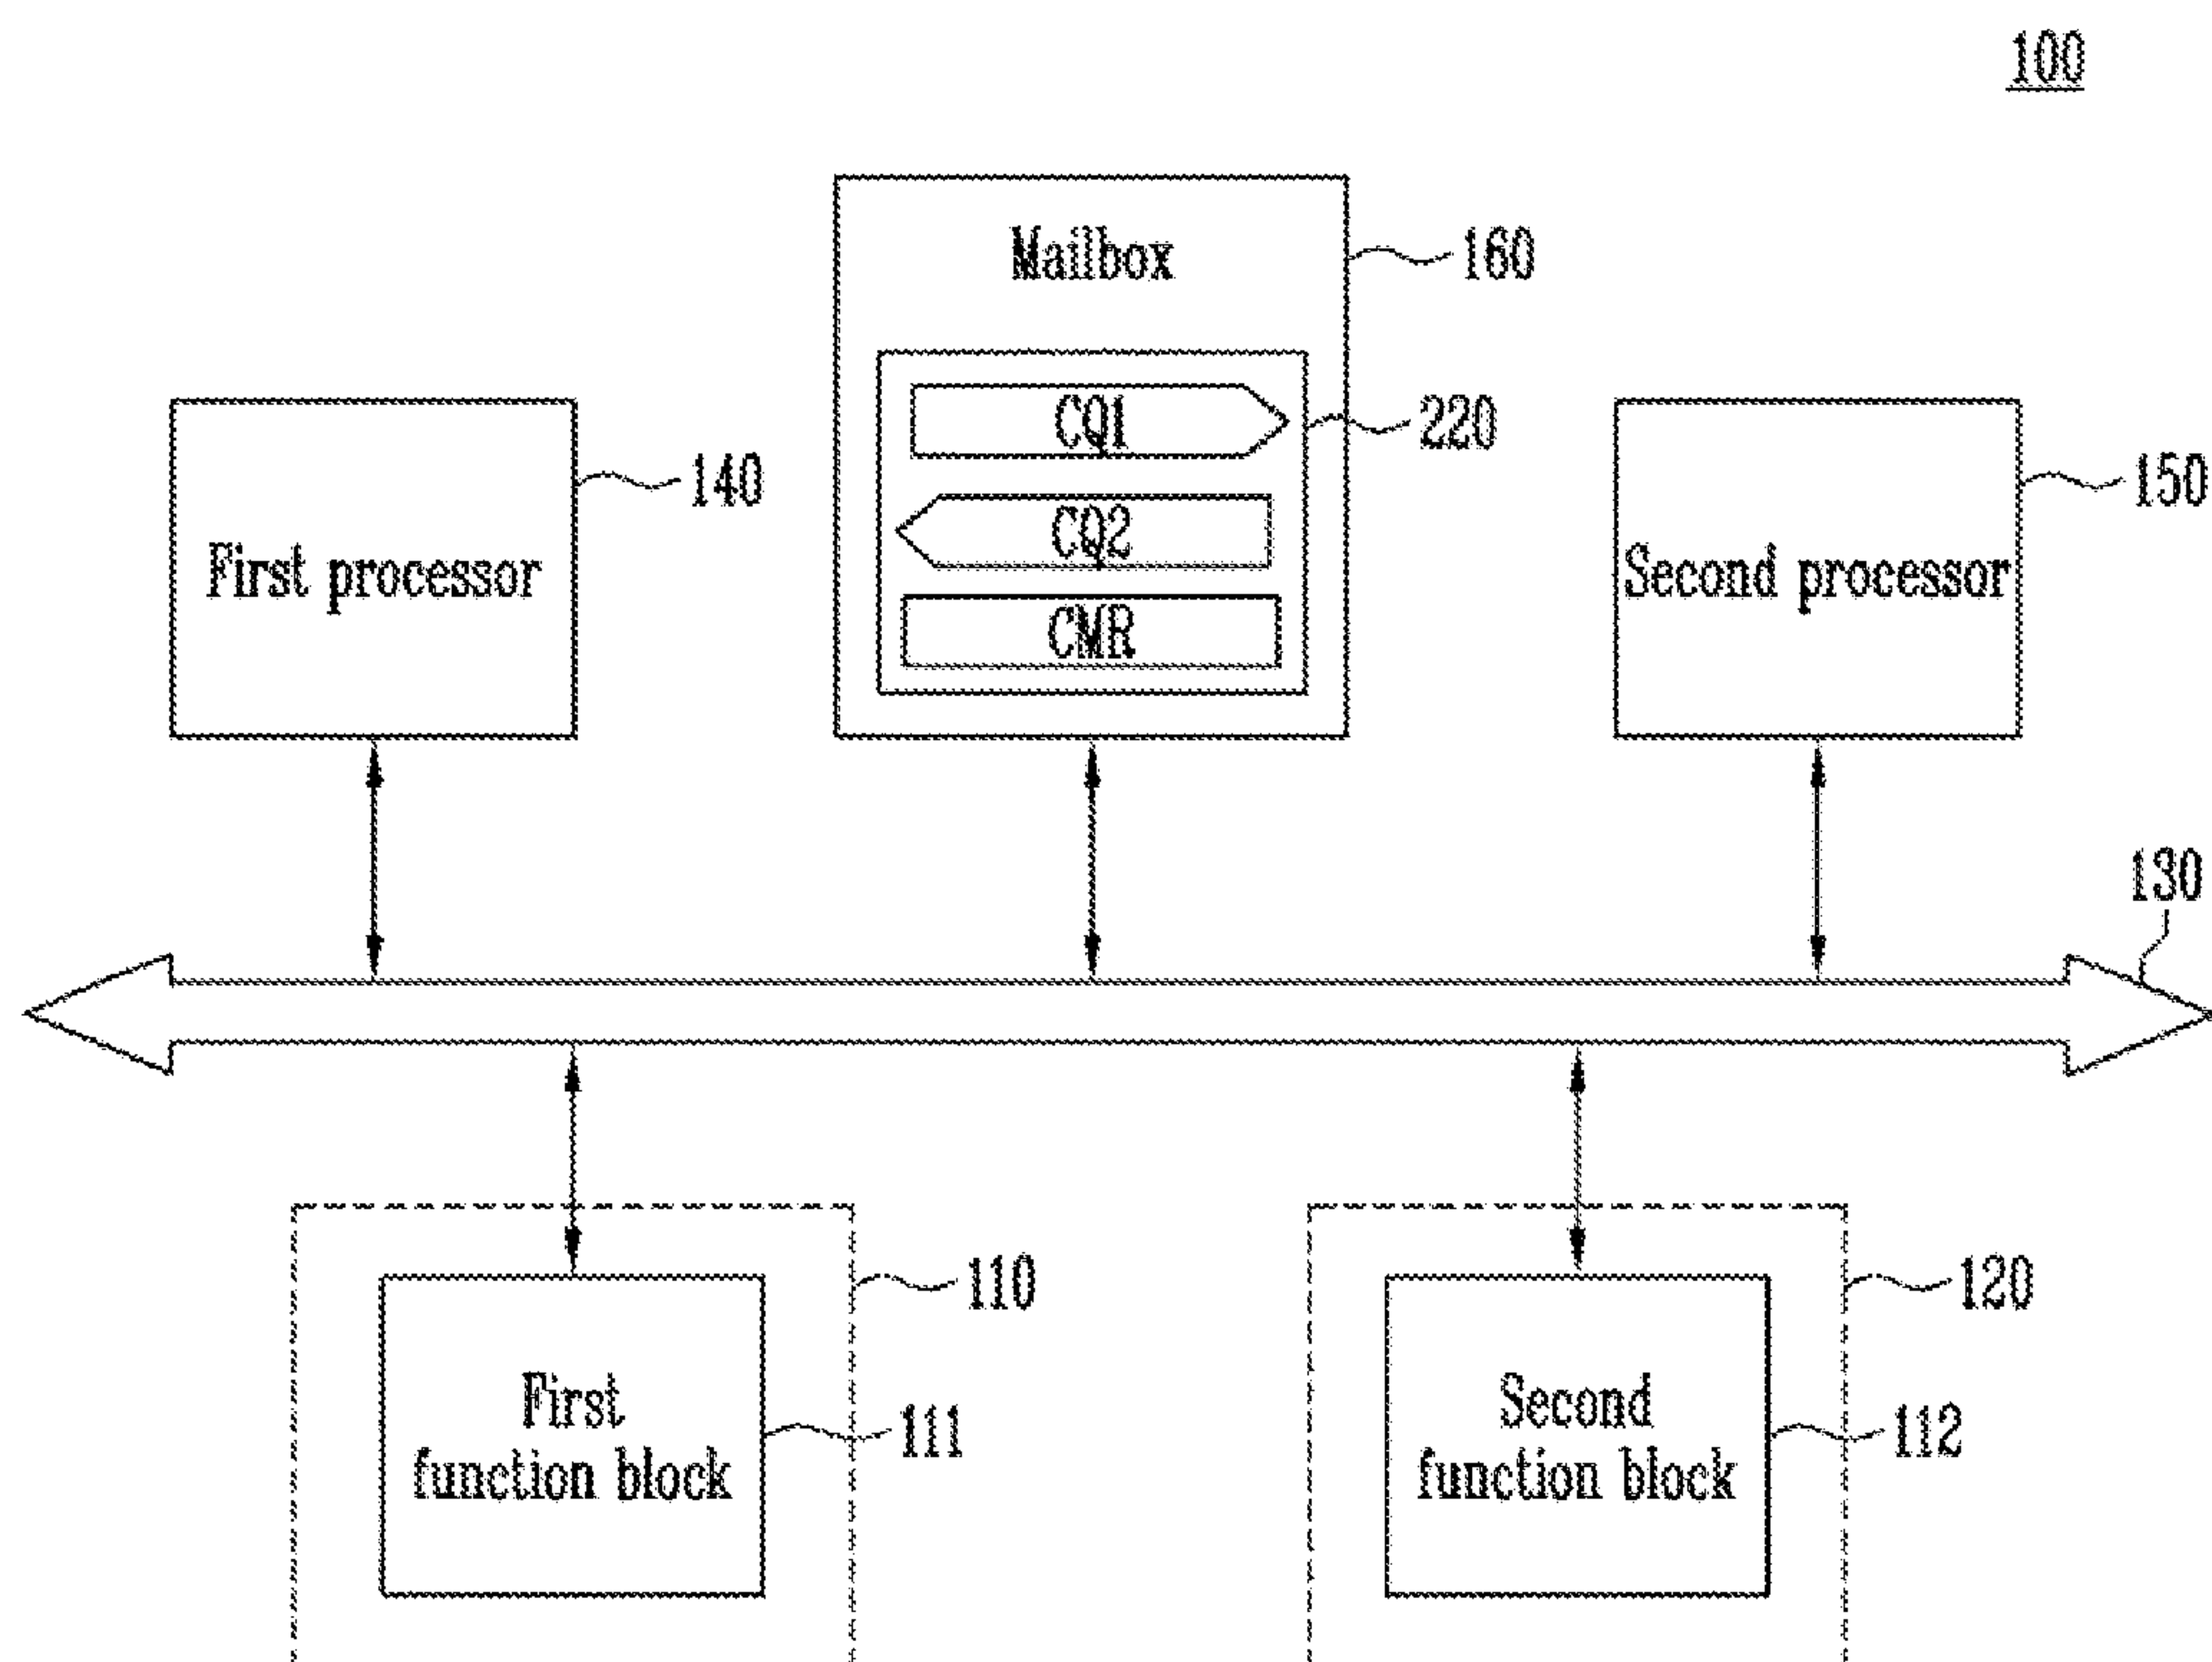 100
Mailbox
160
CQ1
220
CQ2
CMR
First processor
140
Second processor
150
130
110
120
First
function block
111
Second
function block
112